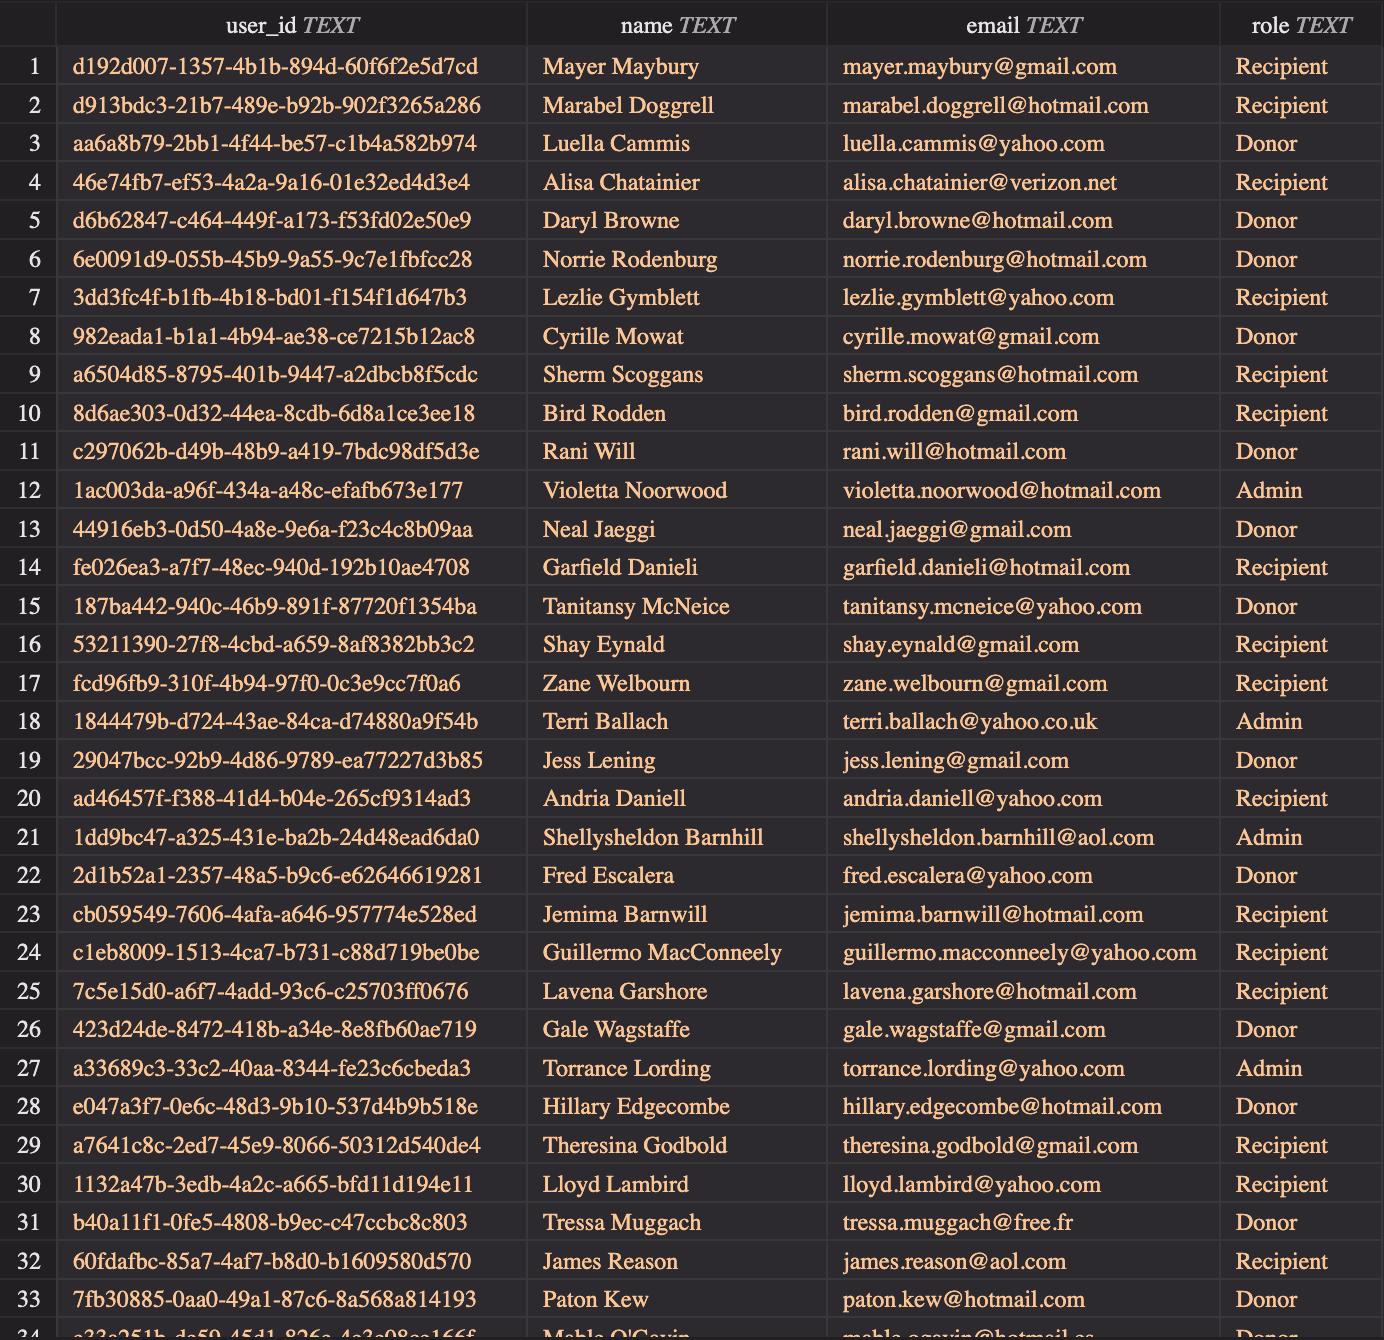 user_id TEXT name TEXT email TEXT role TEXT
1 d192d007-1357-4b1b-894d-60f6f2e5d7cd Mayer Maybury mayer.maybury@gmail.com Recipient
2 d913bdc3-21b7-489e-b92b-902f3265a286 Marabel Doggrell marabel.doggrell@hotmail.com Recipient
3 aa6a8b79-2bb1-4f44-be57-c1b4a582b974 Luella Cammis luella.cammis@yahoo.com Donor
4 46e74fb7-ef53-4a2a-9a16-01e32ed4d3e4 Alisa Chatainier alisa.chatainier@verizon.net Recipient
5 d6b62847-c464-449f-a173-f53fd02e50e9 Daryl Browne daryl.browne@hotmail.com Donor
6 6e0091d9-055b-45b9-9a55-9c7e1fbfcc28 Norrie Rodenburg norrie.rodenburg@hotmail.com Donor
7 3dd3fc4f-b1fb-4b18-bd01-f154f1d647b3 Lezlie Gymblett lezlie.gymblett@yahoo.com Recipient
8 982eada1-b1a1-4b94-ae38-ce7215b12ac8 Cyrille Mowat cyrille.mowat@gmail.com Donor
9 a6504d85-8795-401b-9447-a2dbcb8f5cdc Sherm Scoggans sherm.scoggans@hotmail.com Recipient
10 8d6ae303-0d32-44ea-8cdb-6d8a1ce3ee18 Bird Rodden bird.rodden@gmail.com Recipient
11 c297062b-d49b-48b9-a419-7bdc98df5d3e Rani Will rani.will@hotmail.com Donor
12 1ac003da-a96f-434a-a48c-efafb673e177 Violetta Noorwood violetta.noorwood@hotmail.com Admin
13 44916eb3-0d50-4a8e-9e6a-f23c4c8b09aa Neal Jaeggi neal.jaeggi@gmail.com Donor
14 fe026ea3-a7f7-48ec-940d-192b10ae4708 Garfield Danieli garfield.danieli@hotmail.com Recipient
15 187ba442-940c-46b9-891f-87720f1354ba Tanitansy McNeice tanitansy.mcneice@yahoo.com Donor
16 53211390-27f8-4cbd-a659-8af8382bb3c2 Shay Eynald shay.eynald@gmail.com Recipient
17 fcd96fb9-310f-4b94-97f0-0c3e9cc7f0a6 Zane Welbourn zane.welbourn@gmail.com Recipient
18 1844479b-d724-43ae-84ca-d74880a9f54b Terri Ballach terri.ballach@yahoo.co.uk Admin
19 29047bcc-92b9-4d86-9789-ea77227d3b85 Jess Lening jess.lening@gmail.com Donor
20 ad46457f-f388-41d4-b04e-265cf9314ad3 Andria Daniell andria.daniell@yahoo.com Recipient
21 1dd9bc47-a325-431e-ba2b-24d48ead6da0 Shellysheldon Barnhill shellysheldon.barnhill@aol.com Admin
22 2d1b52a1-2357-48a5-b9c6-e62646619281 Fred Escalera fred.escalera@yahoo.com Donor
23 cb059549-7606-4afa-a646-957774e528ed Jemima Barnwill jemima.barnwill@hotmail.com Recipient
24 c1eb8009-1513-4ca7-b731-c88d719be0be Guillermo MacConneely guillermo.macconneely@yahoo.com Recipient
25 7c5e15d0-a6f7-4add-93c6-c25703ff0676 Lavena Garshore lavena.garshore@hotmail.com Recipient
26 423d24de-8472-418b-a34e-8e8fb60ae719 Gale Wagstaffe gale.wagstaffe@gmail.com Donor
27 a33689c3-33c2-40aa-8344-fe23c6cbeda3 Torrance Lording torrance.lording@yahoo.com Admin
28 e047a3f7-0e6c-48d3-9b10-537d4b9b518e Hillary Edgecombe hillary.edgecombe@hotmail.com Donor
29 a7641c8c-2ed7-45e9-8066-50312d540de4 Theresina Godbold theresina.godbold@gmail.com Recipient
30 1132a47b-3edb-4a2c-a665-bfd11d194e11 Lloyd Lambird lloyd.lambird@yahoo.com Recipient
31 b40a11f1-0fe5-4808-b9ec-c47ccbc8c803 Tressa Muggach tressa.muggach@free.fr Donor
32 60fdafbc-85a7-4af7-b8d0-b1609580d570 James Reason james.reason@aol.com Recipient
33 7fb30885-0aa0-49a1-87c6-8a568a814193 Paton Kew paton.kew@hotmail.com Donor
34 Donor